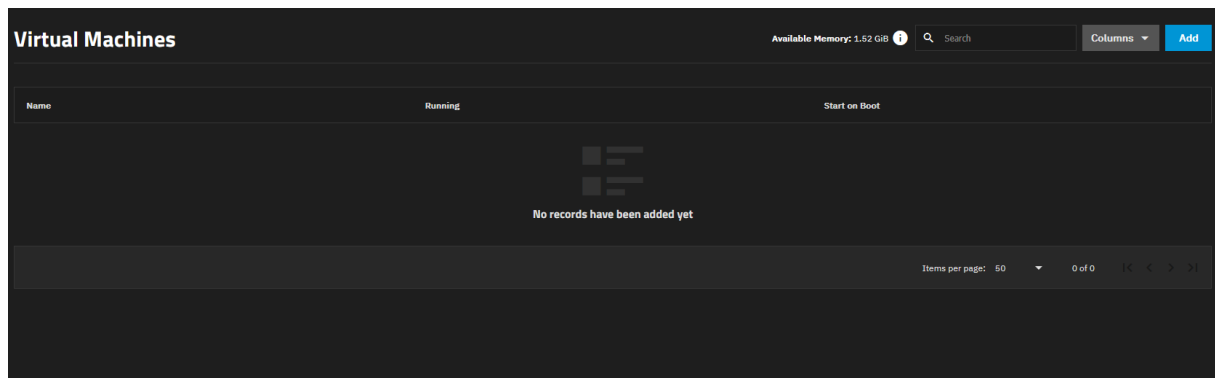 Virtual Machines
Available Memory: 1.52 GiB
Search
Columns
Add
Name Running Start on Boot
No records have been added yet
Items per page: 50 0 of 0